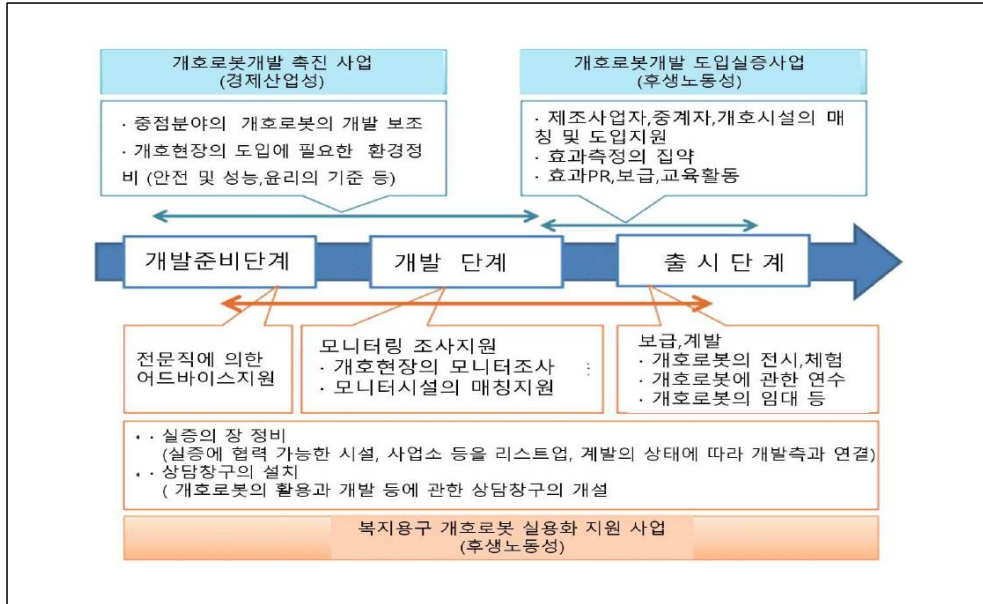 개호로봇개발 촉진 사업
(경제산업성)
· 중점분야의 개호로봇의 개발 보조
· 개호현장의 도입에 필요한 환경정
비 (안전 및 성능,윤리의 기준 등)
개호로봇개발 도입실증사업
(후생노동성)
· 제조사업자,중계자,개호시설의 매
칭 및 도입지원
· 효과측정의 집약
· 효과PR,보급,교육활동
개발준비단계
개발 단계
출 시 단 계
전문직에 의한
어드바이스지원
모니터링 조사지원
· 개호현장의 모니터조사
· 모니터시설의 매칭지원
보급,계발
· 개호로봇의 전시,체험
· 개호로봇에 관한 연수
· 개호로봇의 임대 등
· 실증의 장 정비
(실증에 협력 가능한 시설, 사업소 등을 리스트업, 계발의 상태에 따라 개발측과 연결)
· 상담창구의 설치
( 개호로봇의 활용과 개발 등에 관한 상담창구의 개설
복지용구 개호로봇 실용화 지원 사업
(후생노동성)